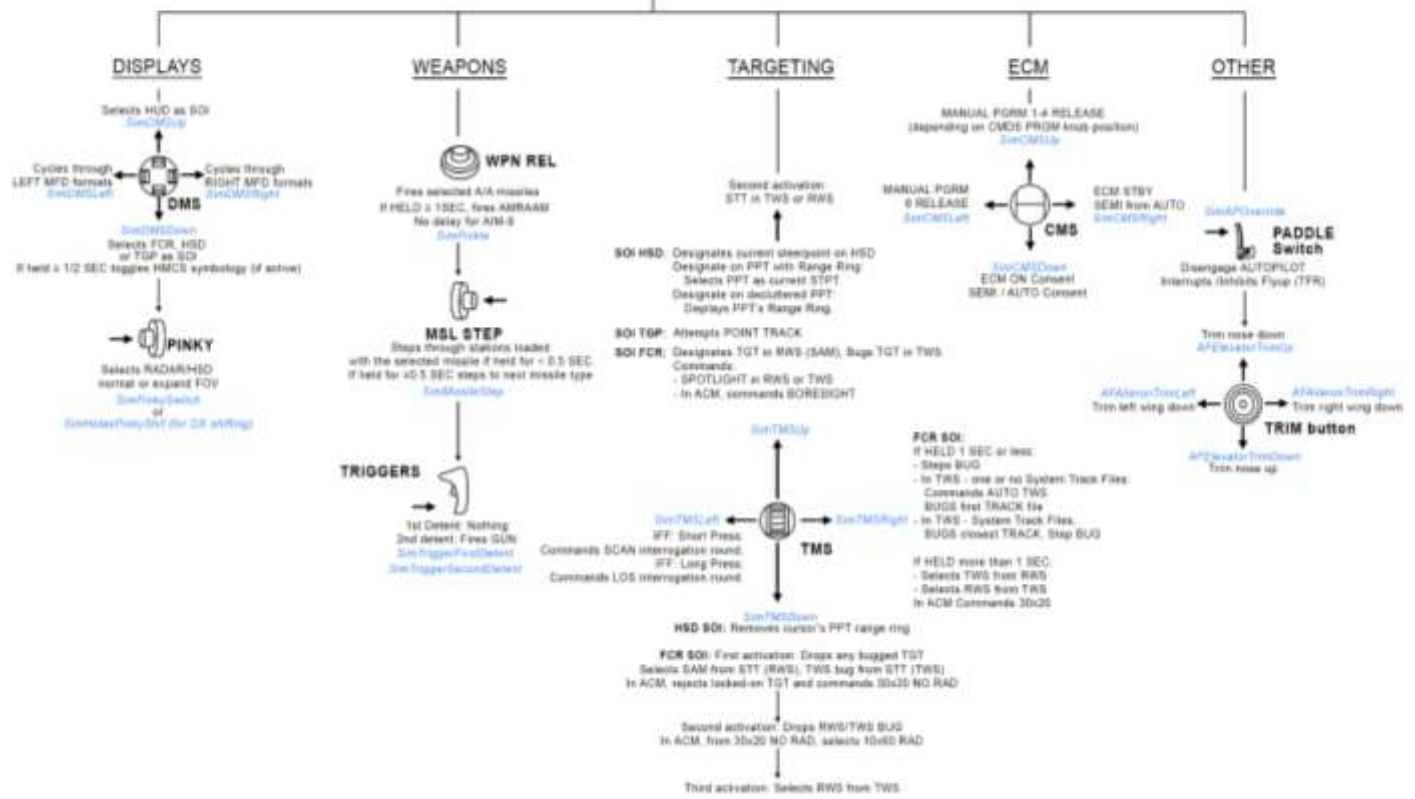 DISPLAYS
Selects HUD as SOI
SimDMSUp
Cycles through
LEFT MFD formats
SimDMSLeft
Cycles through
RIGHT MFD formats
SimDMSRight
DMS
SimDMSDown
Selects FCR, HSD
or TGP as SOI
If held ≥ 1/2 SEC toggles HMCS symbology (if active)
PINKY
Selects RADAR/HSD
normal or expand FOV
SimPinkySwitch
or
SimHotasPinkyShift (for DX shifting)
WEAPONS
WPN REL
Fires selected A/A missiles
If HELD ≥ 1SEC, fires AMRAAM
No delay for AIM-9
SimPickle
MSL STEP
Steps through stations loaded
with the selected missile if held for < 0.5 SEC.
If held for ≥0.5 SEC steps to next missile type
SimMissileStep
TRIGGERS
1st Detent: Nothing
2nd detent: Fires GUN
SimTriggerFirstDetent
SimTriggerSecondDetent
TARGETING
Second activation:
STT in TWS or RWS
SOI HSD: Designates current steerpoint on HSD
Designate on PPT with Range Ring:
Selects PPT as current STPT.
Designate on decluttered PPT:
Displays PPT's Range Ring.
SOI TGP: Attempts POINT TRACK
SOI FCR: Designates TGT in RWS (SAM), Bugs TGT in TWS
Commands:
- SPOTLIGHT in RWS or TWS
- In ACM, commands BORESIGHT
SimTMSUp
SimTMSLeft
IFF: Short Press:
Commands SCAN interrogation round.
IFF: Long Press:
Commands LOS interrogation round.
TMS
SimTMSRight
FCR SOI:
If HELD 1 SEC or less:
- Steps BUG
- In TWS - one or no System Track Files:
Commands AUTO TWS
BUGS first TRACK file
- In TWS - System Track Files:
BUGS closest TRACK, Step BUG
If HELD more than 1 SEC:
- Selects TWS from RWS
- Selects RWS from TWS
In ACM Commands 30x20
SimTMSDown
HSD SOI: Removes cursor's PPT range ring
FCR SOI: First activation: Drops any bugged TGT
Selects SAM from STT (RWS), TWS bug from STT (TWS)
In ACM, rejects locked-on TGT and commands 30x20 NO RAD
Second activation: Drops RWS/TWS BUG
In ACM, from 30x20 NO RAD, selects 10x60 RAD
Third activation: Selects RWS from TWS
ECM
MANUAL PGRM 1-4 RELEASE
(depending on CMDS PRGM knob position)
SimCMSUp
MANUAL PGRM
6 RELEASE
SimCMSLeft
ECM STBY
SEMI from AUTO
SimCMSRight
CMS
SimCMSDown
ECM ON Consent
SEMI / AUTO Consent
OTHER
SimAPOverride
PADDLE
Switch
Disengage AUTOPILOT
Interrupts /Inhibits Flyup (TFR)
Trim nose down
AFElevatorTrimUp
AFAileronTrimLeft
Trim left wing down
AFAileronTrimRight
Trim right wing down
TRIM button
AFElevatorTrimDown
Trim nose up